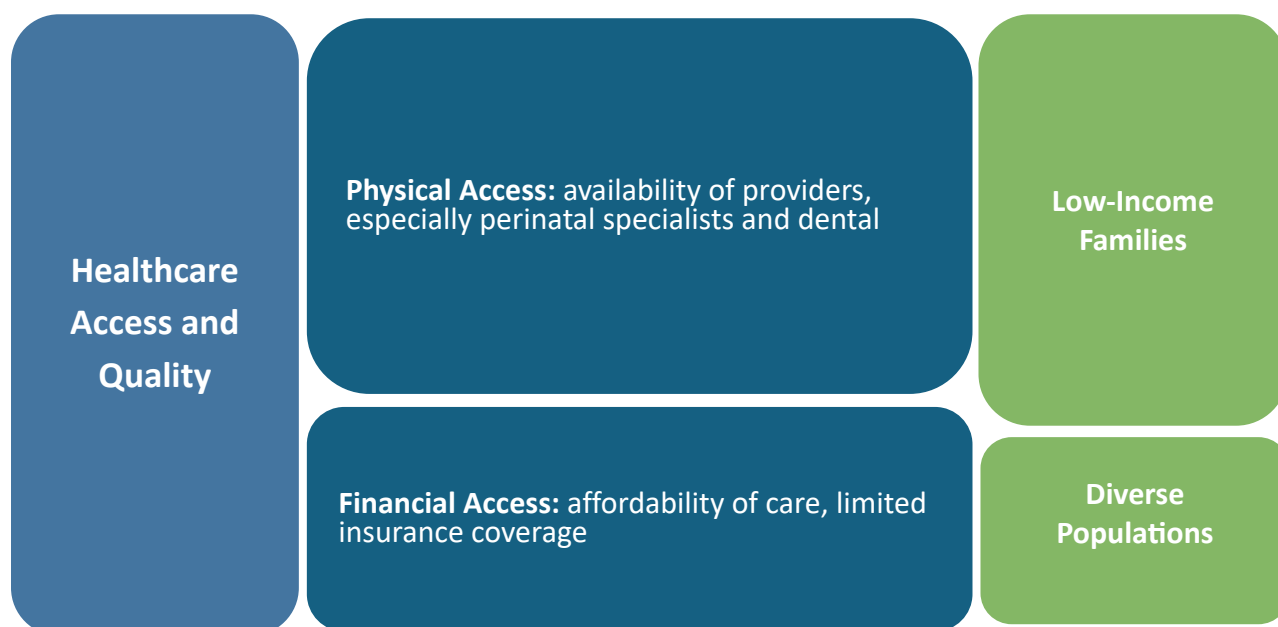 Healthcare
Access and
Quality
Physical Access: availability of providers,
especially perinatal specialists and dental
Financial Access: affordability of care, limited
insurance coverage
Low-Income
Families
Diverse
Populations